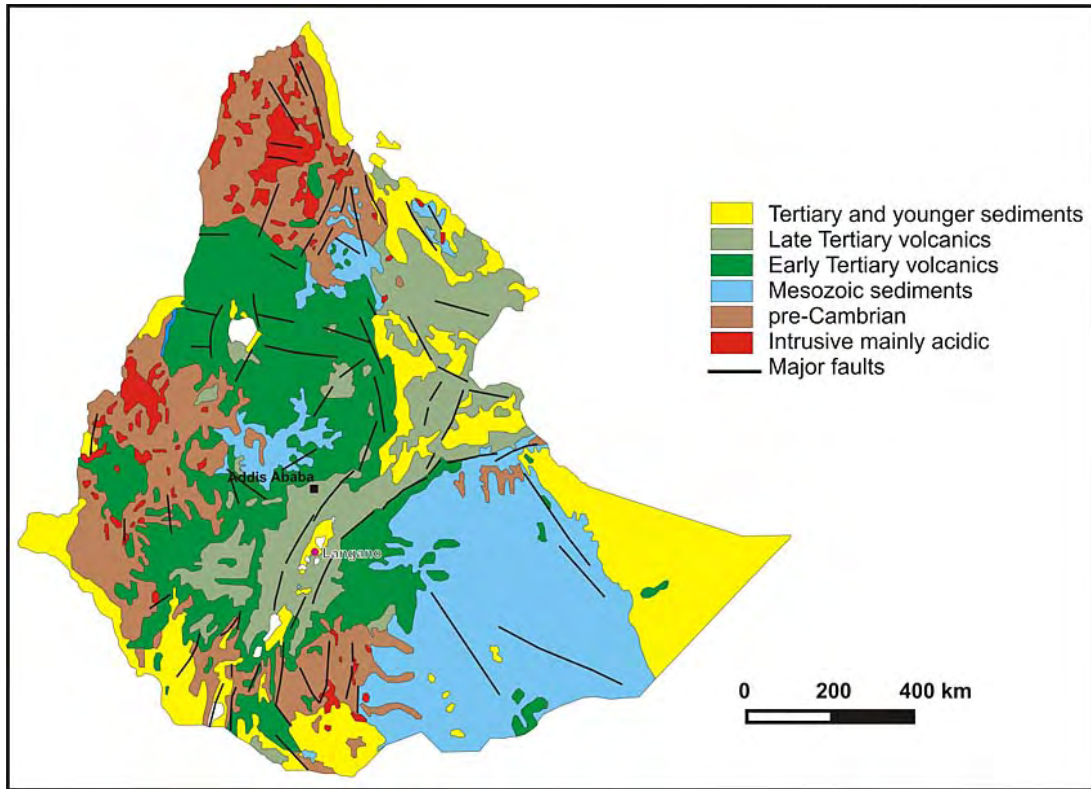 Tertiary and younger sediments
Late Tertiary volcanics
Early Tertiary volcanics
Mesozoic sediments
pre-Cambrian
Intrusive mainly acidic
Major faults
Addis Ababa
Langano
0 200 400 km